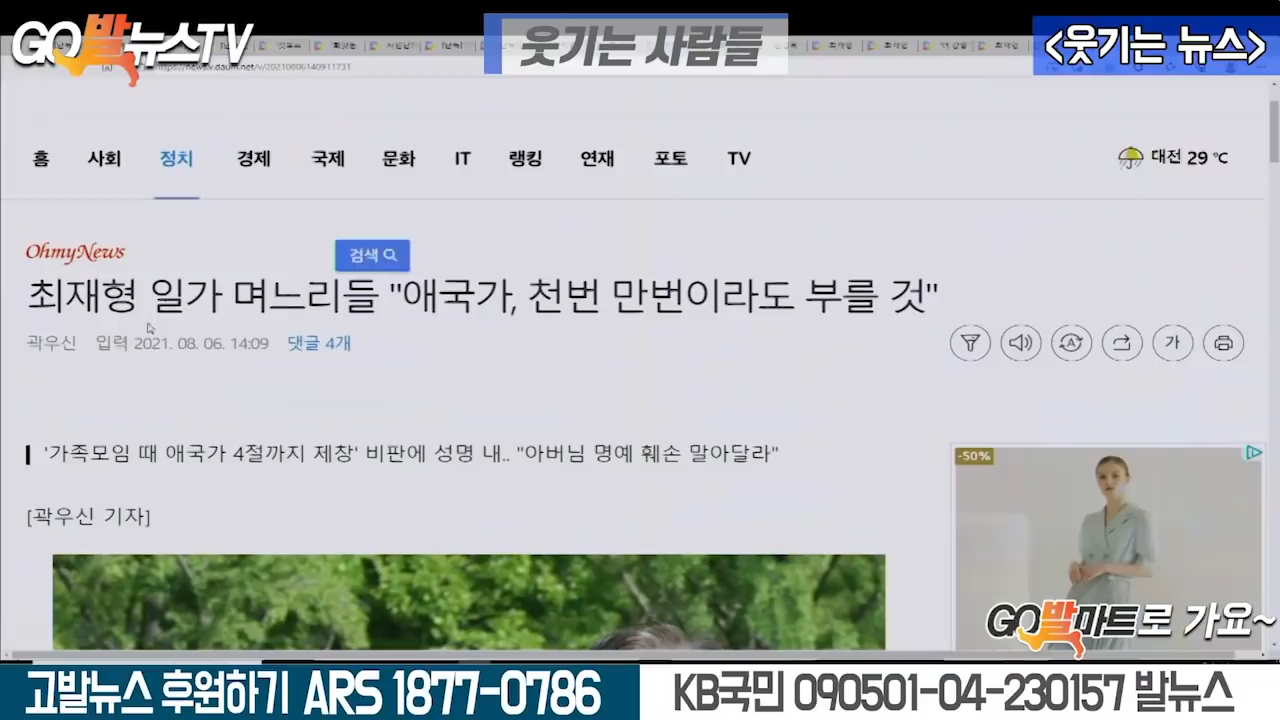 GO발뉴스TV
웃기는 사람들
<웃기는 뉴스>
https://news.v.daum.net/v/20210806140911731
홈 사회 정치 경제 국제 문화 IT 랭킹 연재 포토 TV
대전 29 ℃
OhmyNews
검색
최재형 일가 며느리들 "애국가, 천번 만번이라도 부를 것"
곽우신 입력 2021. 08. 06. 14:09 댓글 4개
가
'가족모임 때 애국가 4절까지 제창' 비판에 성명 내.. "아버님 명예 훼손 말아달라"
-50%
[곽우신 기자]
GO발마트로 가요~
고발뉴스 후원하기 ARS 1877-0786
KB국민 090501-04-230157 발뉴스